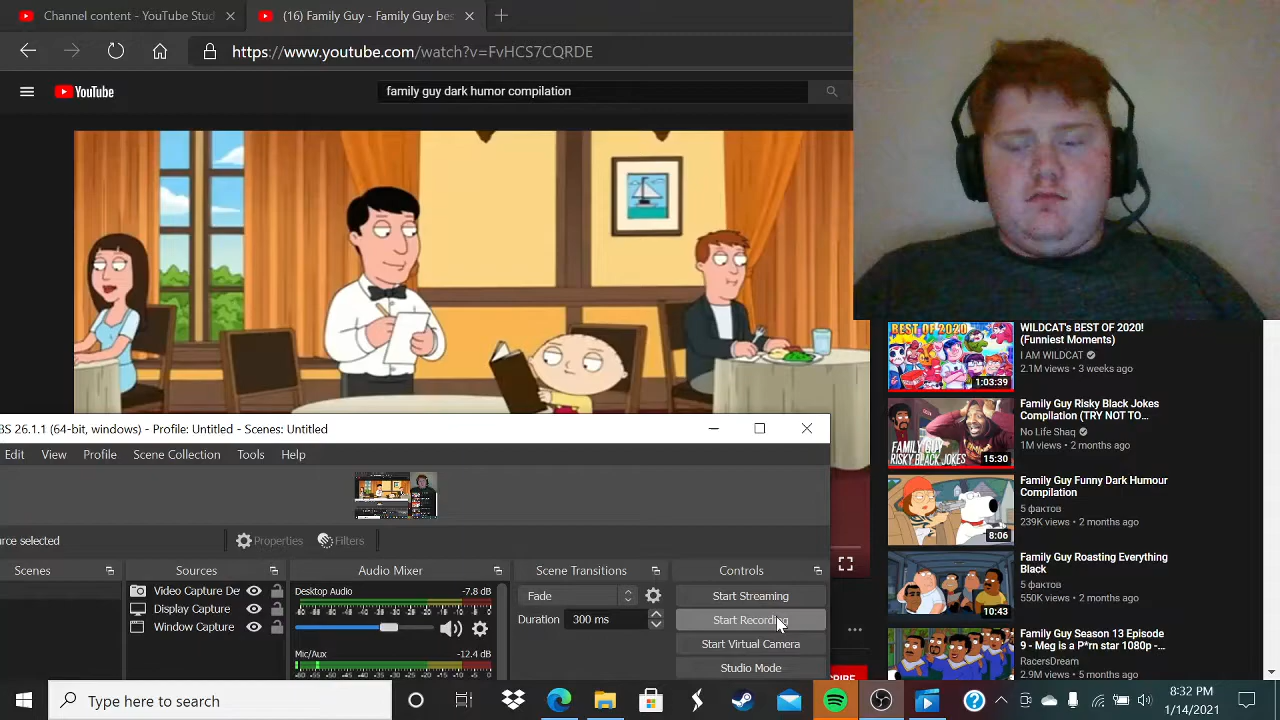 Channel content - YouTube Stud
(16) Family Guy - Family Guy bes
https://www.youtube.com/watch?v=FvHCS7CQRDE
YouTube
family guy dark humor compilation
BEST OF 2020
1:03:39
WILDCAT's BEST OF 2020!
(Funniest Moments)
I AM WILDCAT
2.1M views • 3 weeks ago
FAMILY GUY
RISKY BLACK JOKES
15:30
Family Guy Risky Black Jokes
Compilation (TRY NOT TO...
No Life Shaq
1M views • 2 months ago
8:06
Family Guy Funny Dark Humour
Compilation
5 фактов
239K views • 2 months ago
10:43
Family Guy Roasting Everything
Black
5 фактов
550K views • 2 months ago
Family Guy Season 13 Episode
9 - Meg is a P*rn star 1080p -...
RacersDream
2.9M views • 5 months ago
BS 26.1.1 (64-bit, windows) - Profile: Untitled - Scenes: Untitled
Edit View Profile Scene Collection Tools Help
rce selected
Properties Filters
Scenes
Sources
Video Capture De
Display Capture
Window Capture
Audio Mixer
Desktop Audio -7.8 dB
Mic/Aux -12.4 dB
Scene Transitions
Fade
Duration 300 ms
Controls
Start Streaming
Start Recording
Start Virtual Camera
Studio Mode
Type here to search
8:32 PM
1/14/2021